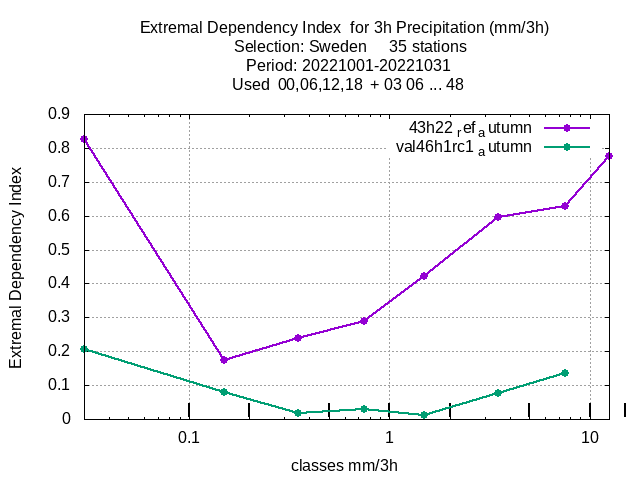 Extremal Dependency Index  for 3h Precipitation (mm/3h)
Selection: Sweden     35 stations
Period: 20221001-20221031
Used  00,06,12,18  + 03 06 ... 48
43h22 refautumn
val46h1rc1 autumn
Extremal Dependency Index
0.9
0.8
0.7
0.6
0.5
0.4
0.3
0.2
0.1
0
0.1
1
10
classes mm/3h